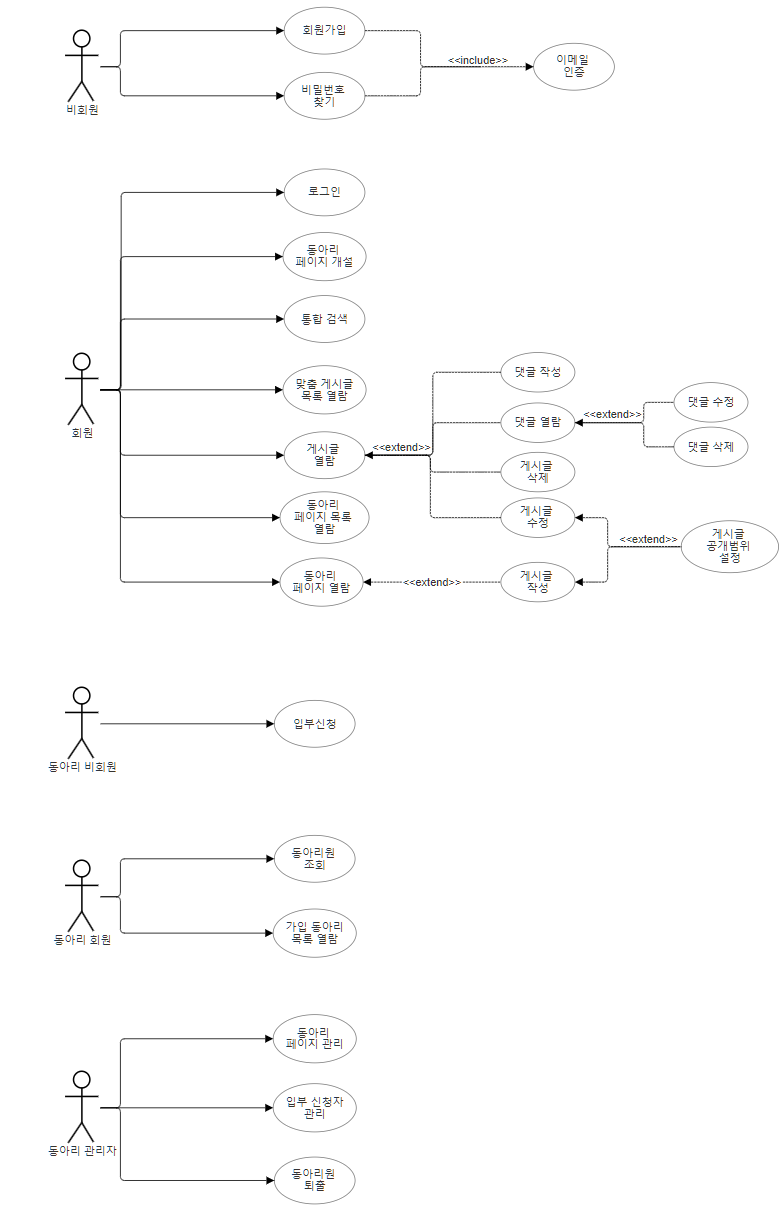 회원가입
비회원
비밀번호
찾기
<<include>>
이메일
인증
로그인
동아리
페이지 개설
통합 검색
회원
맞춤 게시글
목록 열람
게시글
열람
<<extend>>
댓글 작성
댓글 열람
<<extend>>
댓글 수정
댓글 삭제
게시글
삭제
게시글
수정
<<extend>>
게시글
공개범위
설정
동아리
페이지 목록
열람
동아리
페이지 열람
<<extend>>
게시글
작성
동아리 비회원
입부신청
동아리 회원
동아리원
조회
가입 동아리
목록 열람
동아리 관리자
동아리
페이지 관리
입부 신청자
관리
동아리원
퇴출